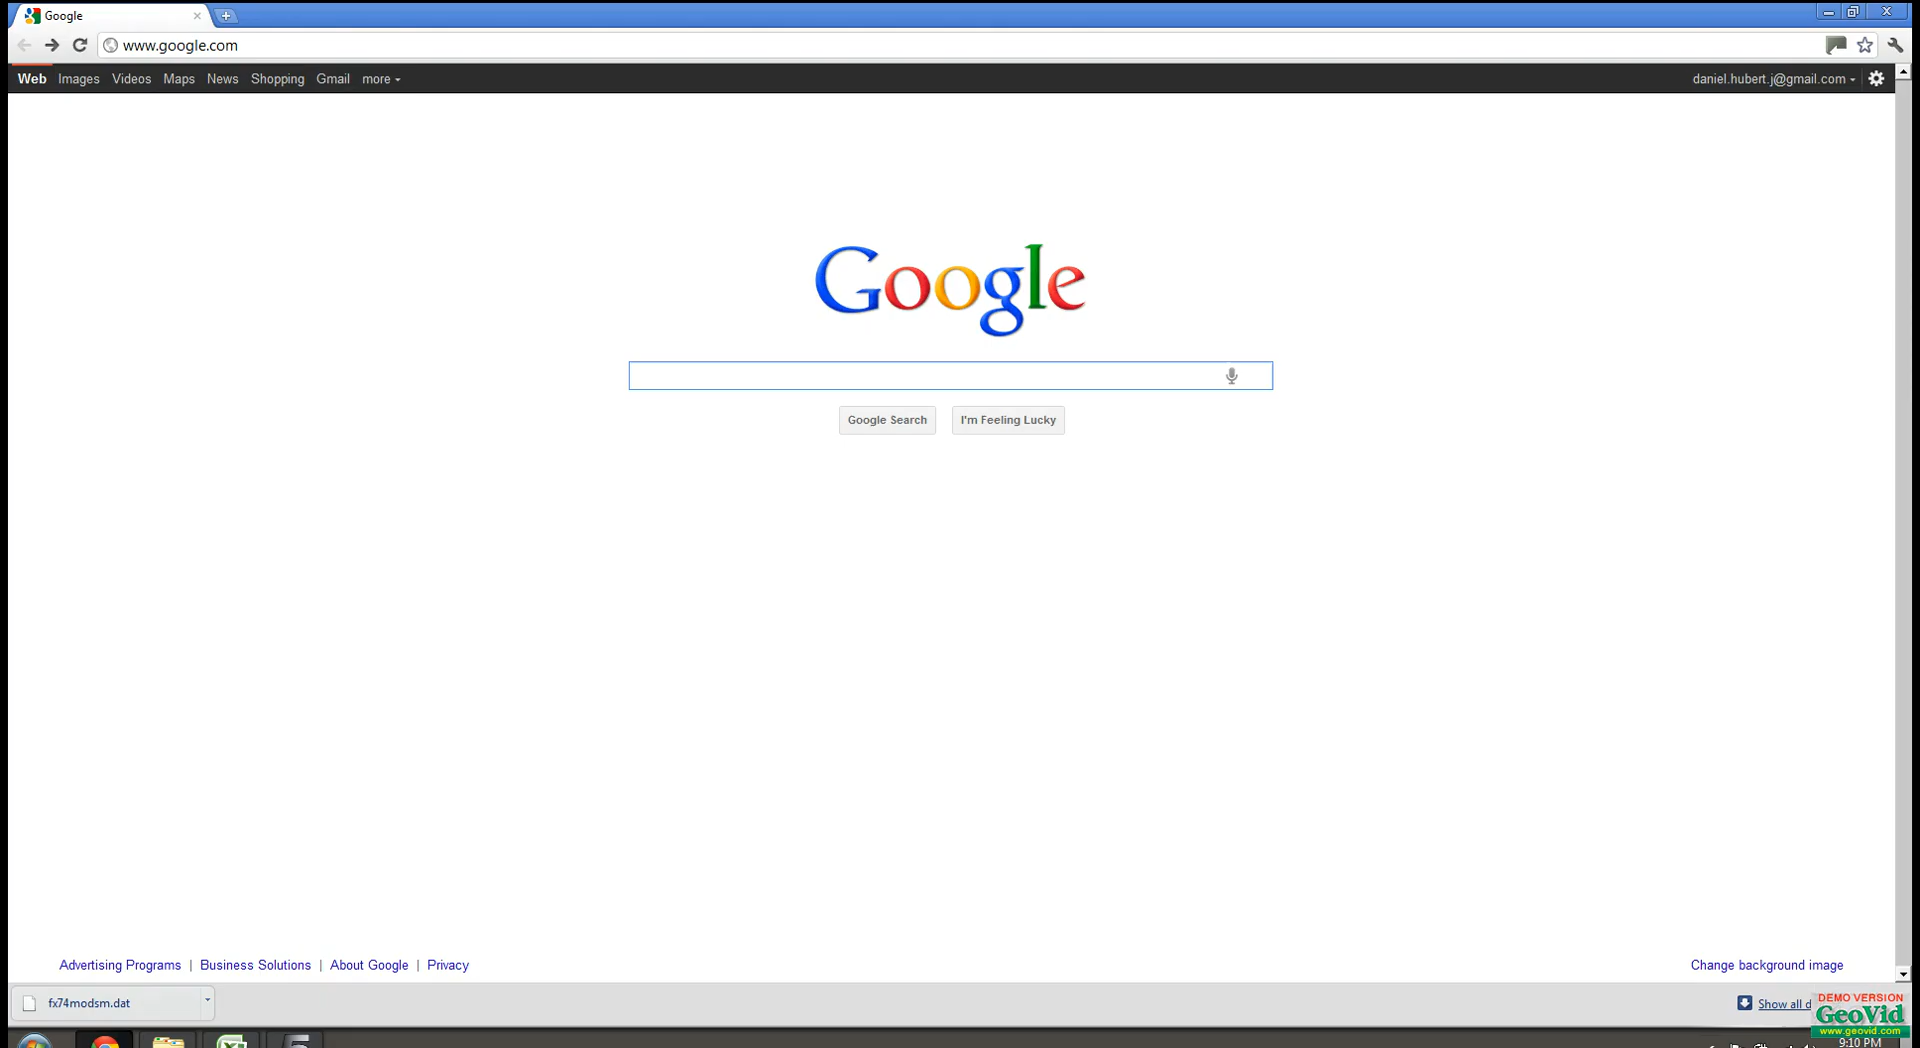 Google
www.google.com
Web Images Videos Maps News Shopping Gmail more
daniel.hubert.j@gmail.com
Google
Google Search
I'm Feeling Lucky
Advertising Programs | Business Solutions | About Google | Privacy
Change background image
fx74modsm.dat
Show all d
DEMO VERSION
GeoVid
www.geovid.com
9:10 PM